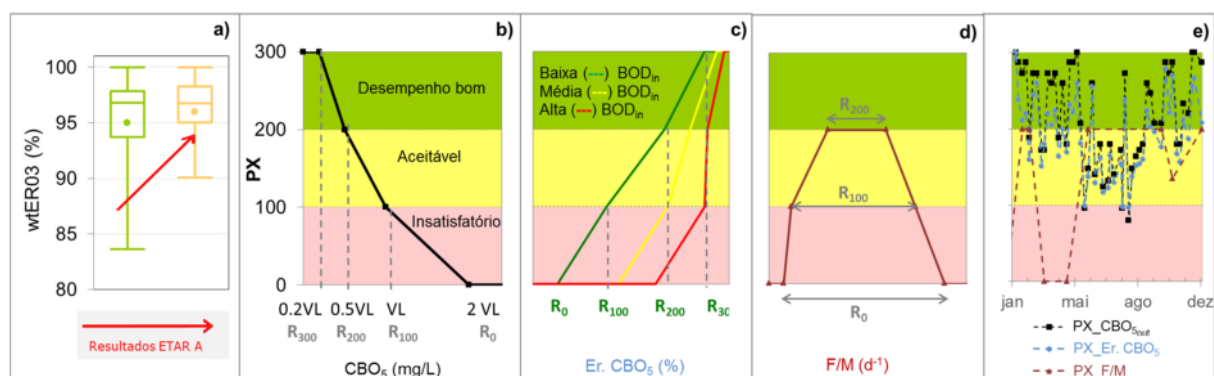 a)
wtER03 (%)
100
95
90
85
80
Resultados ETAR A
b)
PX
300
200
100
0
Desempenho bom
Aceitável
Insatisfatório
0.2VL 0.5VL VL 2 VL
R300 R200 R100 R0
CBO5 (mg/L)
c)
Baixa (---) BODin
Média (---) BODin
Alta (---) BODin
R0 R100 R200 R30
Er. CBO5 (%)
d)
R200
R100
R0
F/M (d-1)
e)
jan mai ago dez
PX_CBO5out
PX_Er. CBO5
PX_F/M